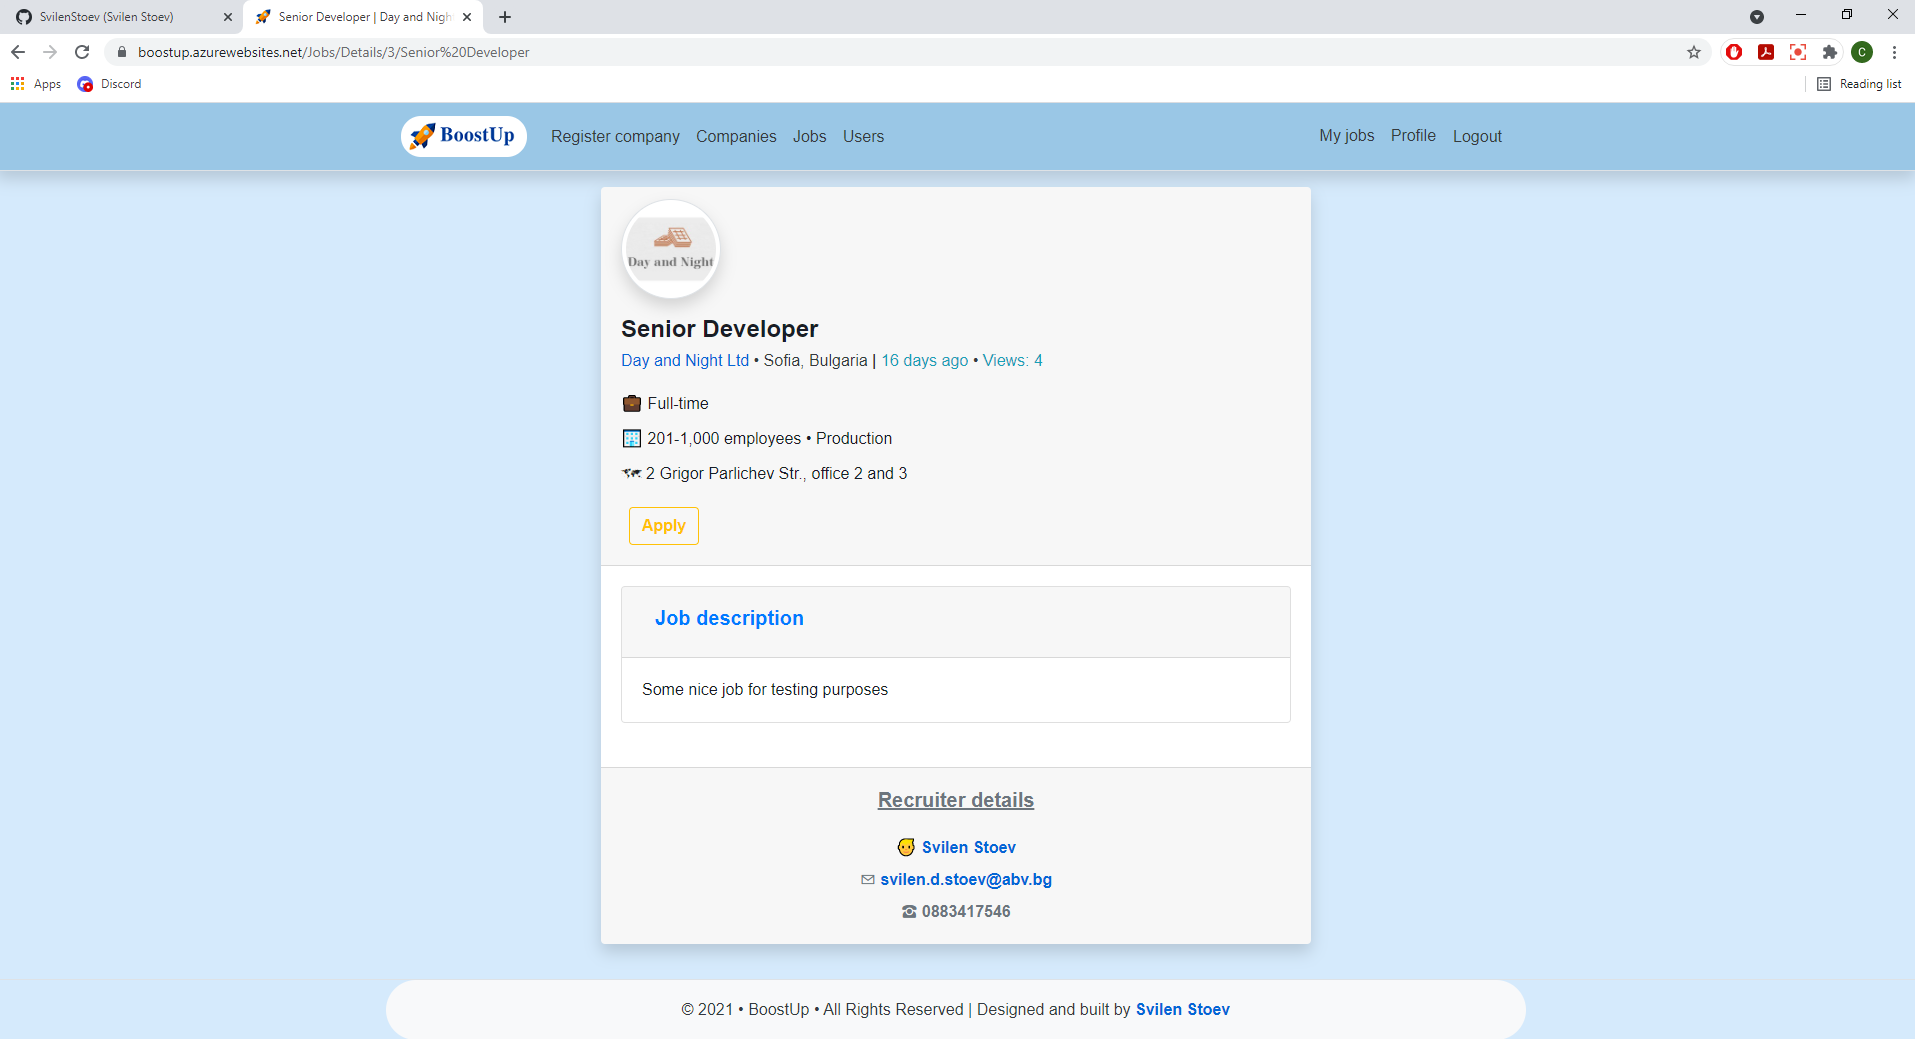 SvilenStoev (Svilen Stoev)
Senior Developer | Day and Nigh
boostup.azurewebsites.net/Jobs/Details/3/Senior%20Developer
C
Apps
Discord
Reading list
BoostUp
Register company
Companies
Jobs
Users
My jobs
Profile
Logout
Day and Night
Senior Developer
Day and Night Ltd • Sofia, Bulgaria | 16 days ago • Views: 4
Full-time
201-1,000 employees • Production
2 Grigor Parlichev Str., office 2 and 3
Apply
Job description
Some nice job for testing purposes
Recruiter details
Svilen Stoev
svilen.d.stoev@abv.bg
0883417546
© 2021 • BoostUp • All Rights Reserved | Designed and built by Svilen Stoev